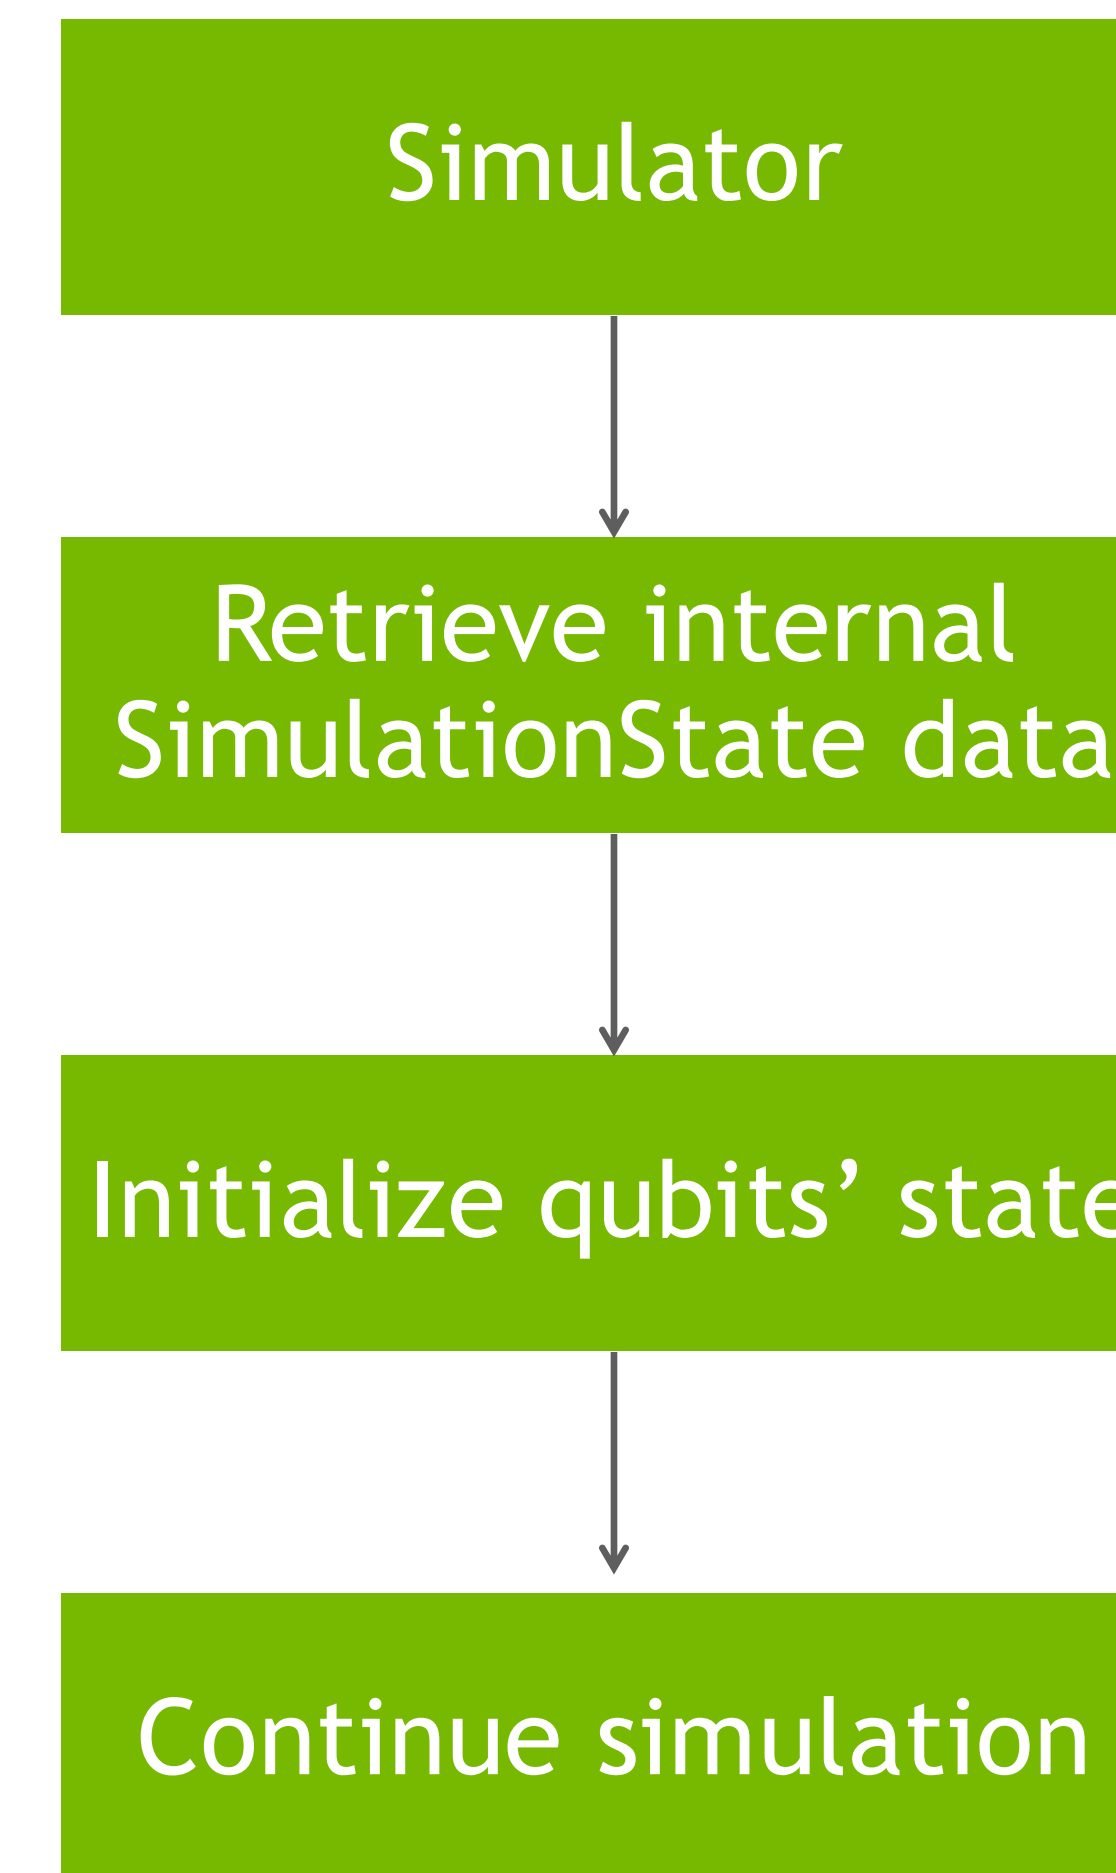 Simulator
Retrieve internal
SimulationState data
Initialize qubits’ state
Continue simulation